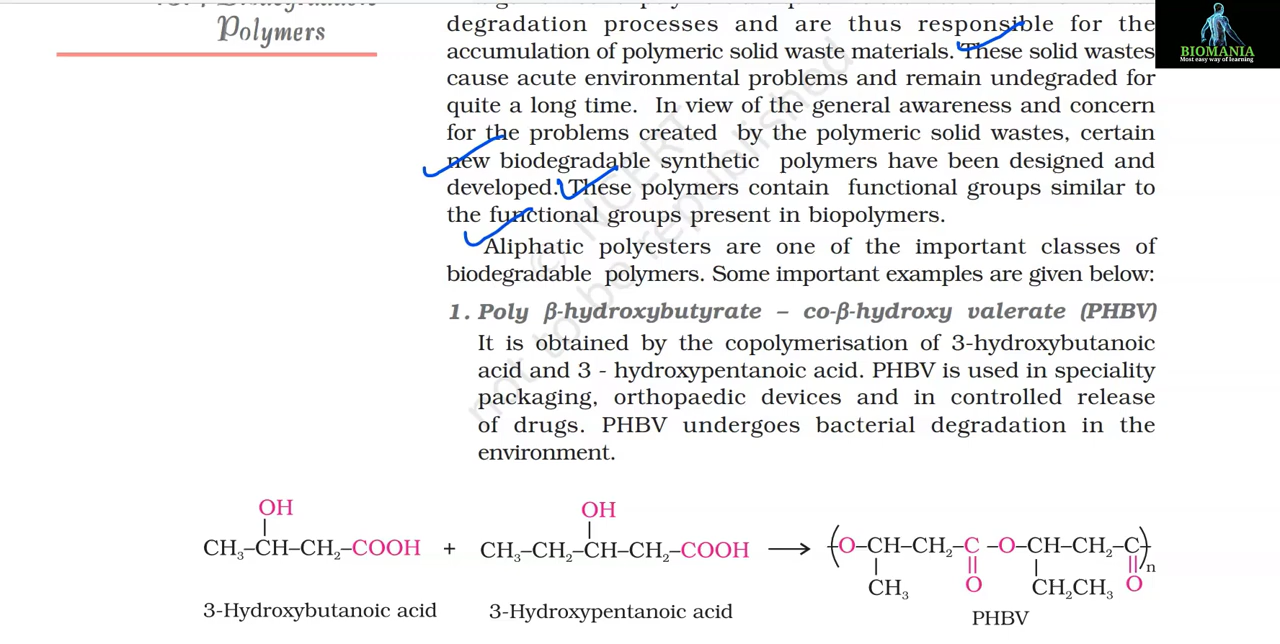 Polymers
degradation processes and are thus responsible for the
accumulation of polymeric solid waste materials. These solid wastes
cause acute environmental problems and remain undegraded for
quite a long time. In view of the general awareness and concern
for the problems created by the polymeric solid wastes, certain
new biodegradable synthetic polymers have been designed and
developed. These polymers contain functional groups similar to
the functional groups present in biopolymers.
Aliphatic polyesters are one of the important classes of
biodegradable polymers. Some important examples are given below:
1. Poly β-hydroxybutyrate – co-β-hydroxy valerate (PHBV)
It is obtained by the copolymerisation of 3-hydroxybutanoic
acid and 3 - hydroxypentanoic acid. PHBV is used in speciality
packaging, orthopaedic devices and in controlled release
of drugs. PHBV undergoes bacterial degradation in the
environment.
OH OH
CH₃–CH–CH₂–COOH + CH₃–CH₂–CH–CH₂–COOH → (O–CH–CH₂–C–O–CH–CH₂–C)n
CH₃ O CH₂CH₃ O
3-Hydroxybutanoic acid 3-Hydroxypentanoic acid PHBV
BIOMANIA
Most easy way of learning
© NCERT
not to be republished